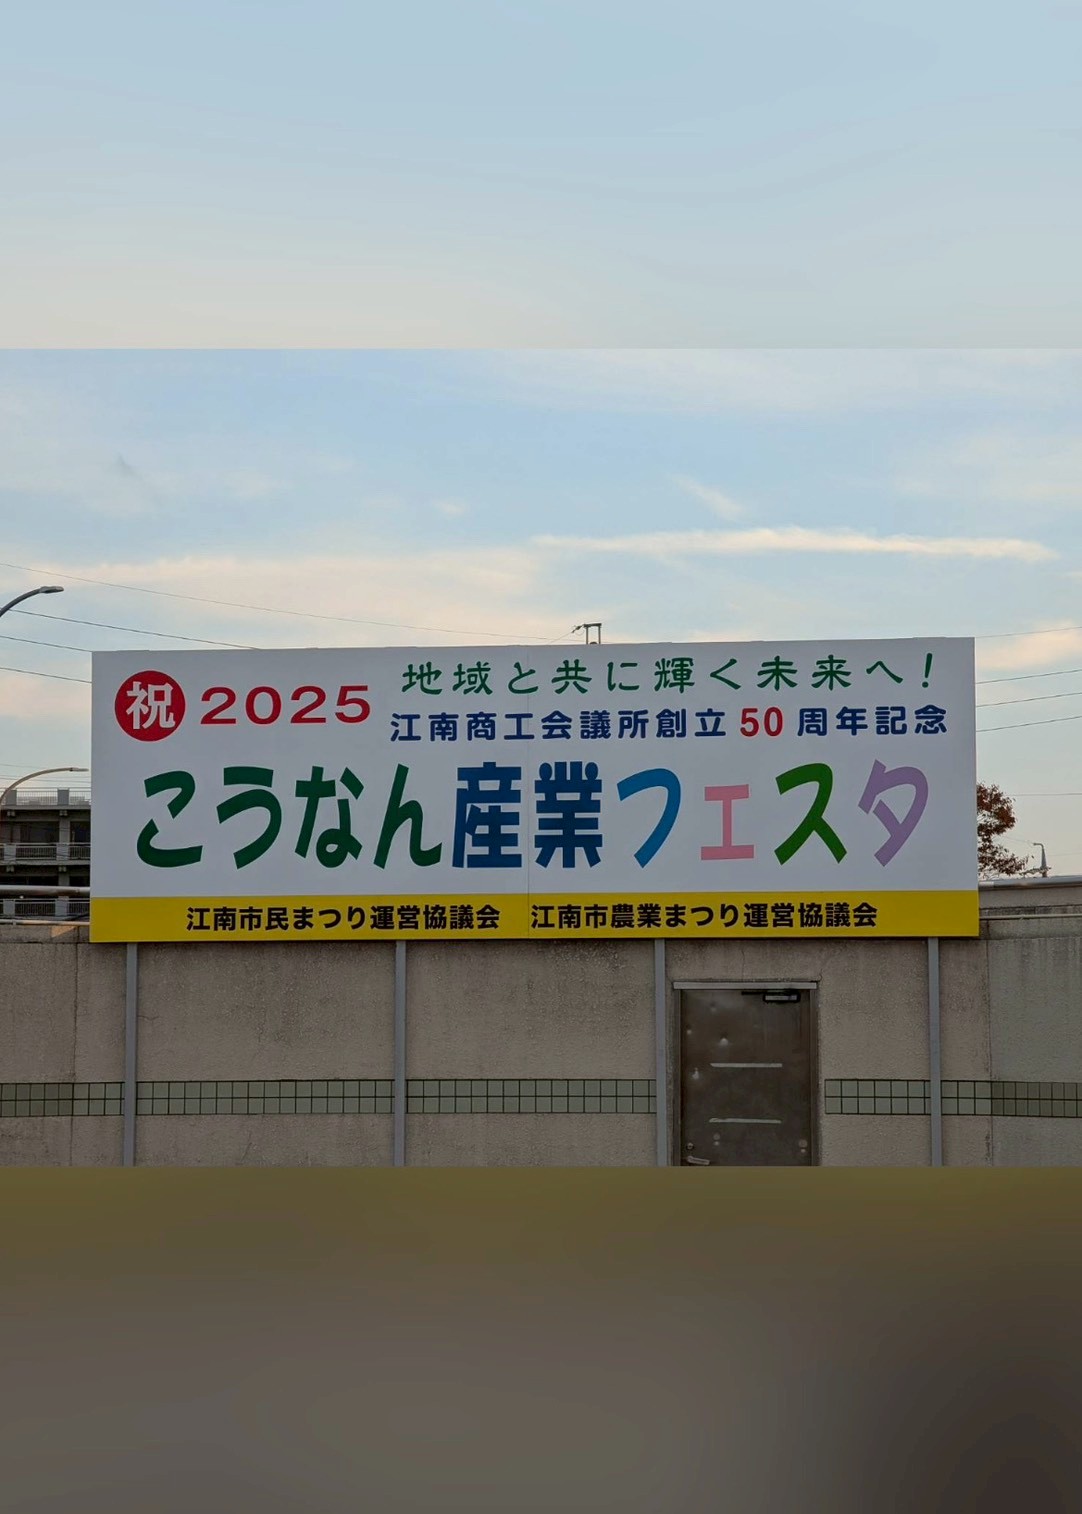 祝 2025
地域と共に輝く未来へ！
江南商工会議所創立50周年記念
こうなん産業フェスタ
江南市民まつり運営協議会 江南市農業まつり運営協議会